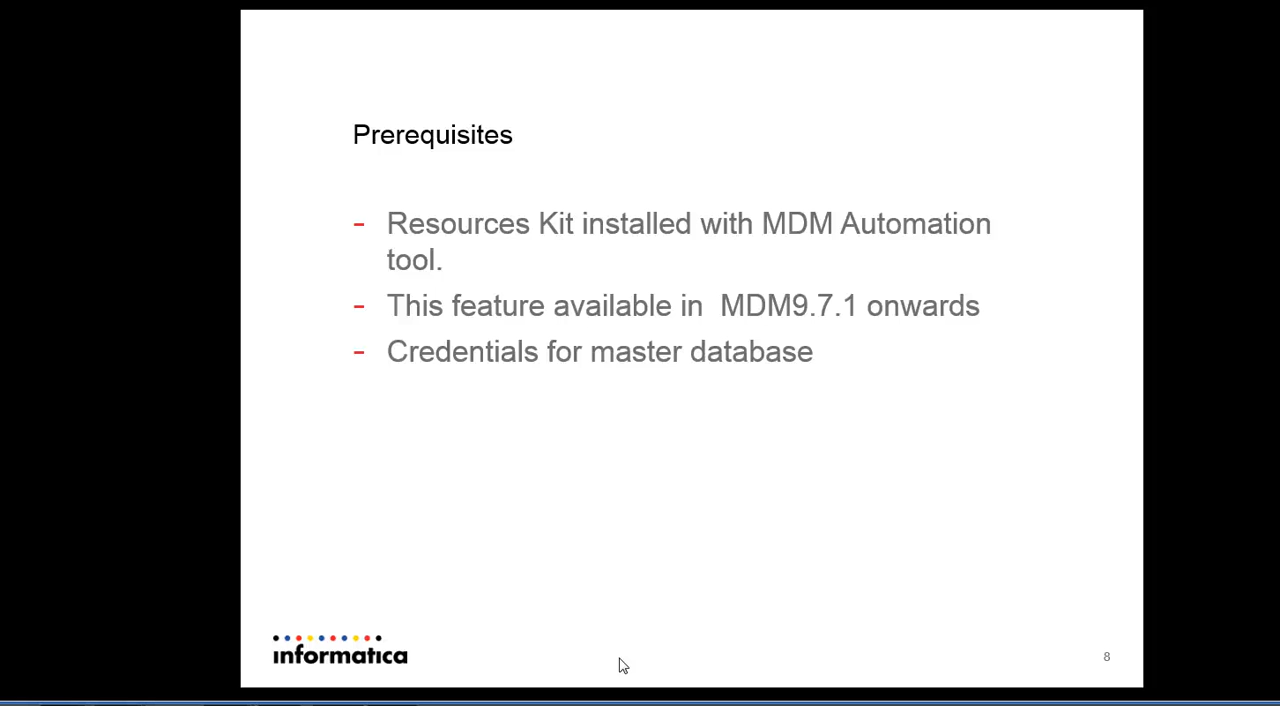 Prerequisites
- Resources Kit installed with MDM Automation
tool.
- This feature available in  MDM9.7.1 onwards
- Credentials for master database
informatica
8